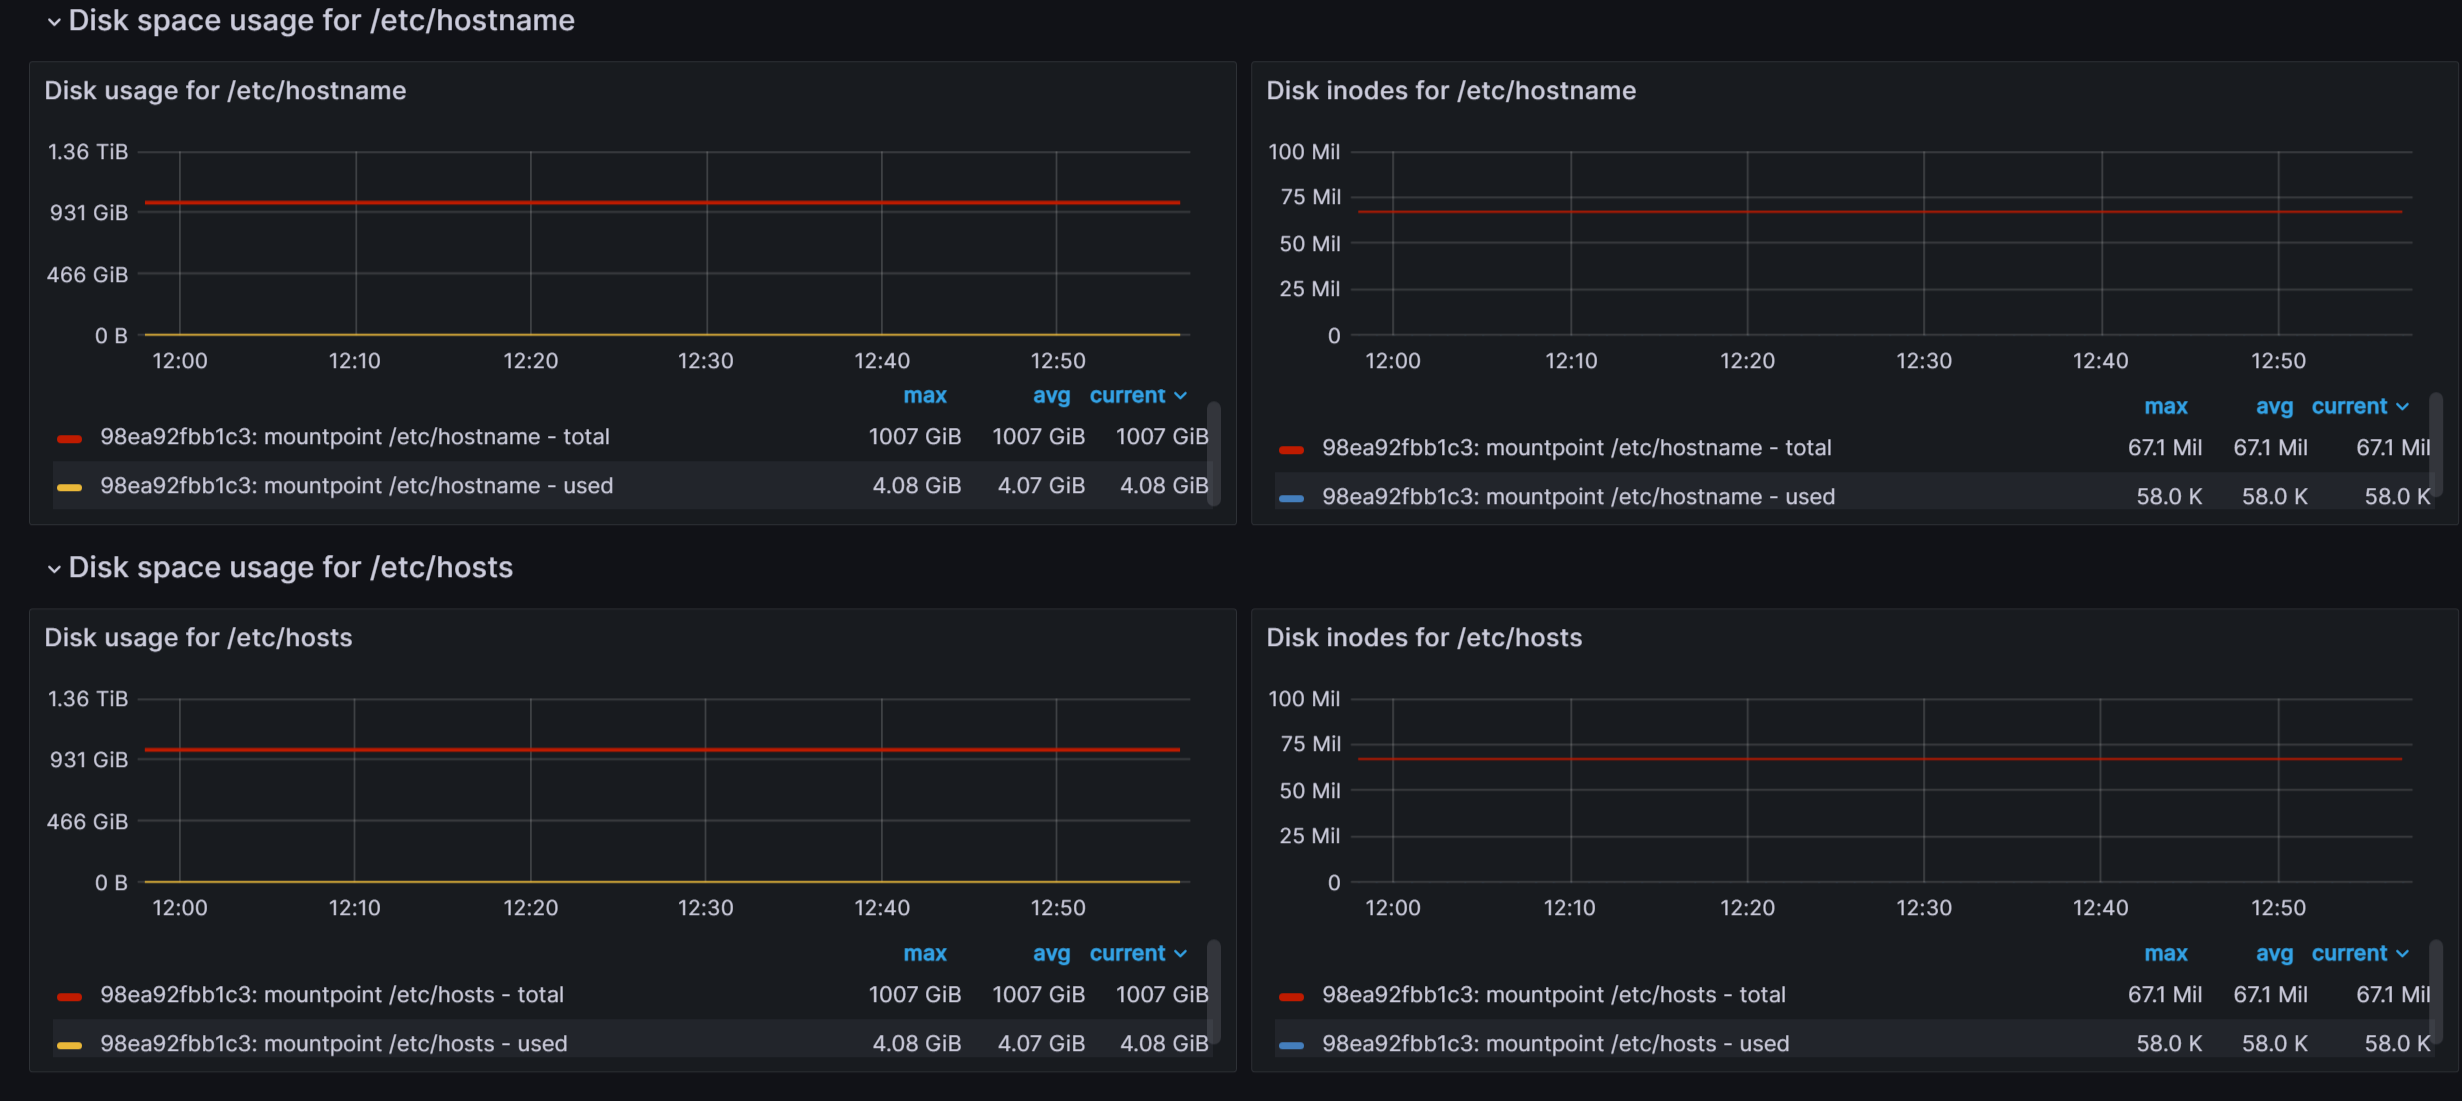 Disk space usage for /etc/hostname
Disk usage for /etc/hostname
1.36 TiB
931 GiB
466 GiB
0 B
12:00 12:10 12:20 12:30 12:40 12:50
max avg current
98ea92fbb1c3: mountpoint /etc/hostname - total 1007 GiB 1007 GiB 1007 GiB
98ea92fbb1c3: mountpoint /etc/hostname - used 4.08 GiB 4.07 GiB 4.08 GiB
Disk inodes for /etc/hostname
100 Mil
75 Mil
50 Mil
25 Mil
0
12:00 12:10 12:20 12:30 12:40 12:50
max avg current
98ea92fbb1c3: mountpoint /etc/hostname - total 67.1 Mil 67.1 Mil 67.1 Mil
98ea92fbb1c3: mountpoint /etc/hostname - used 58.0 K 58.0 K 58.0 K
Disk space usage for /etc/hosts
Disk usage for /etc/hosts
1.36 TiB
931 GiB
466 GiB
0 B
12:00 12:10 12:20 12:30 12:40 12:50
max avg current
98ea92fbb1c3: mountpoint /etc/hosts - total 1007 GiB 1007 GiB 1007 GiB
98ea92fbb1c3: mountpoint /etc/hosts - used 4.08 GiB 4.07 GiB 4.08 GiB
Disk inodes for /etc/hosts
100 Mil
75 Mil
50 Mil
25 Mil
0
12:00 12:10 12:20 12:30 12:40 12:50
max avg current
98ea92fbb1c3: mountpoint /etc/hosts - total 67.1 Mil 67.1 Mil 67.1 Mil
98ea92fbb1c3: mountpoint /etc/hosts - used 58.0 K 58.0 K 58.0 K